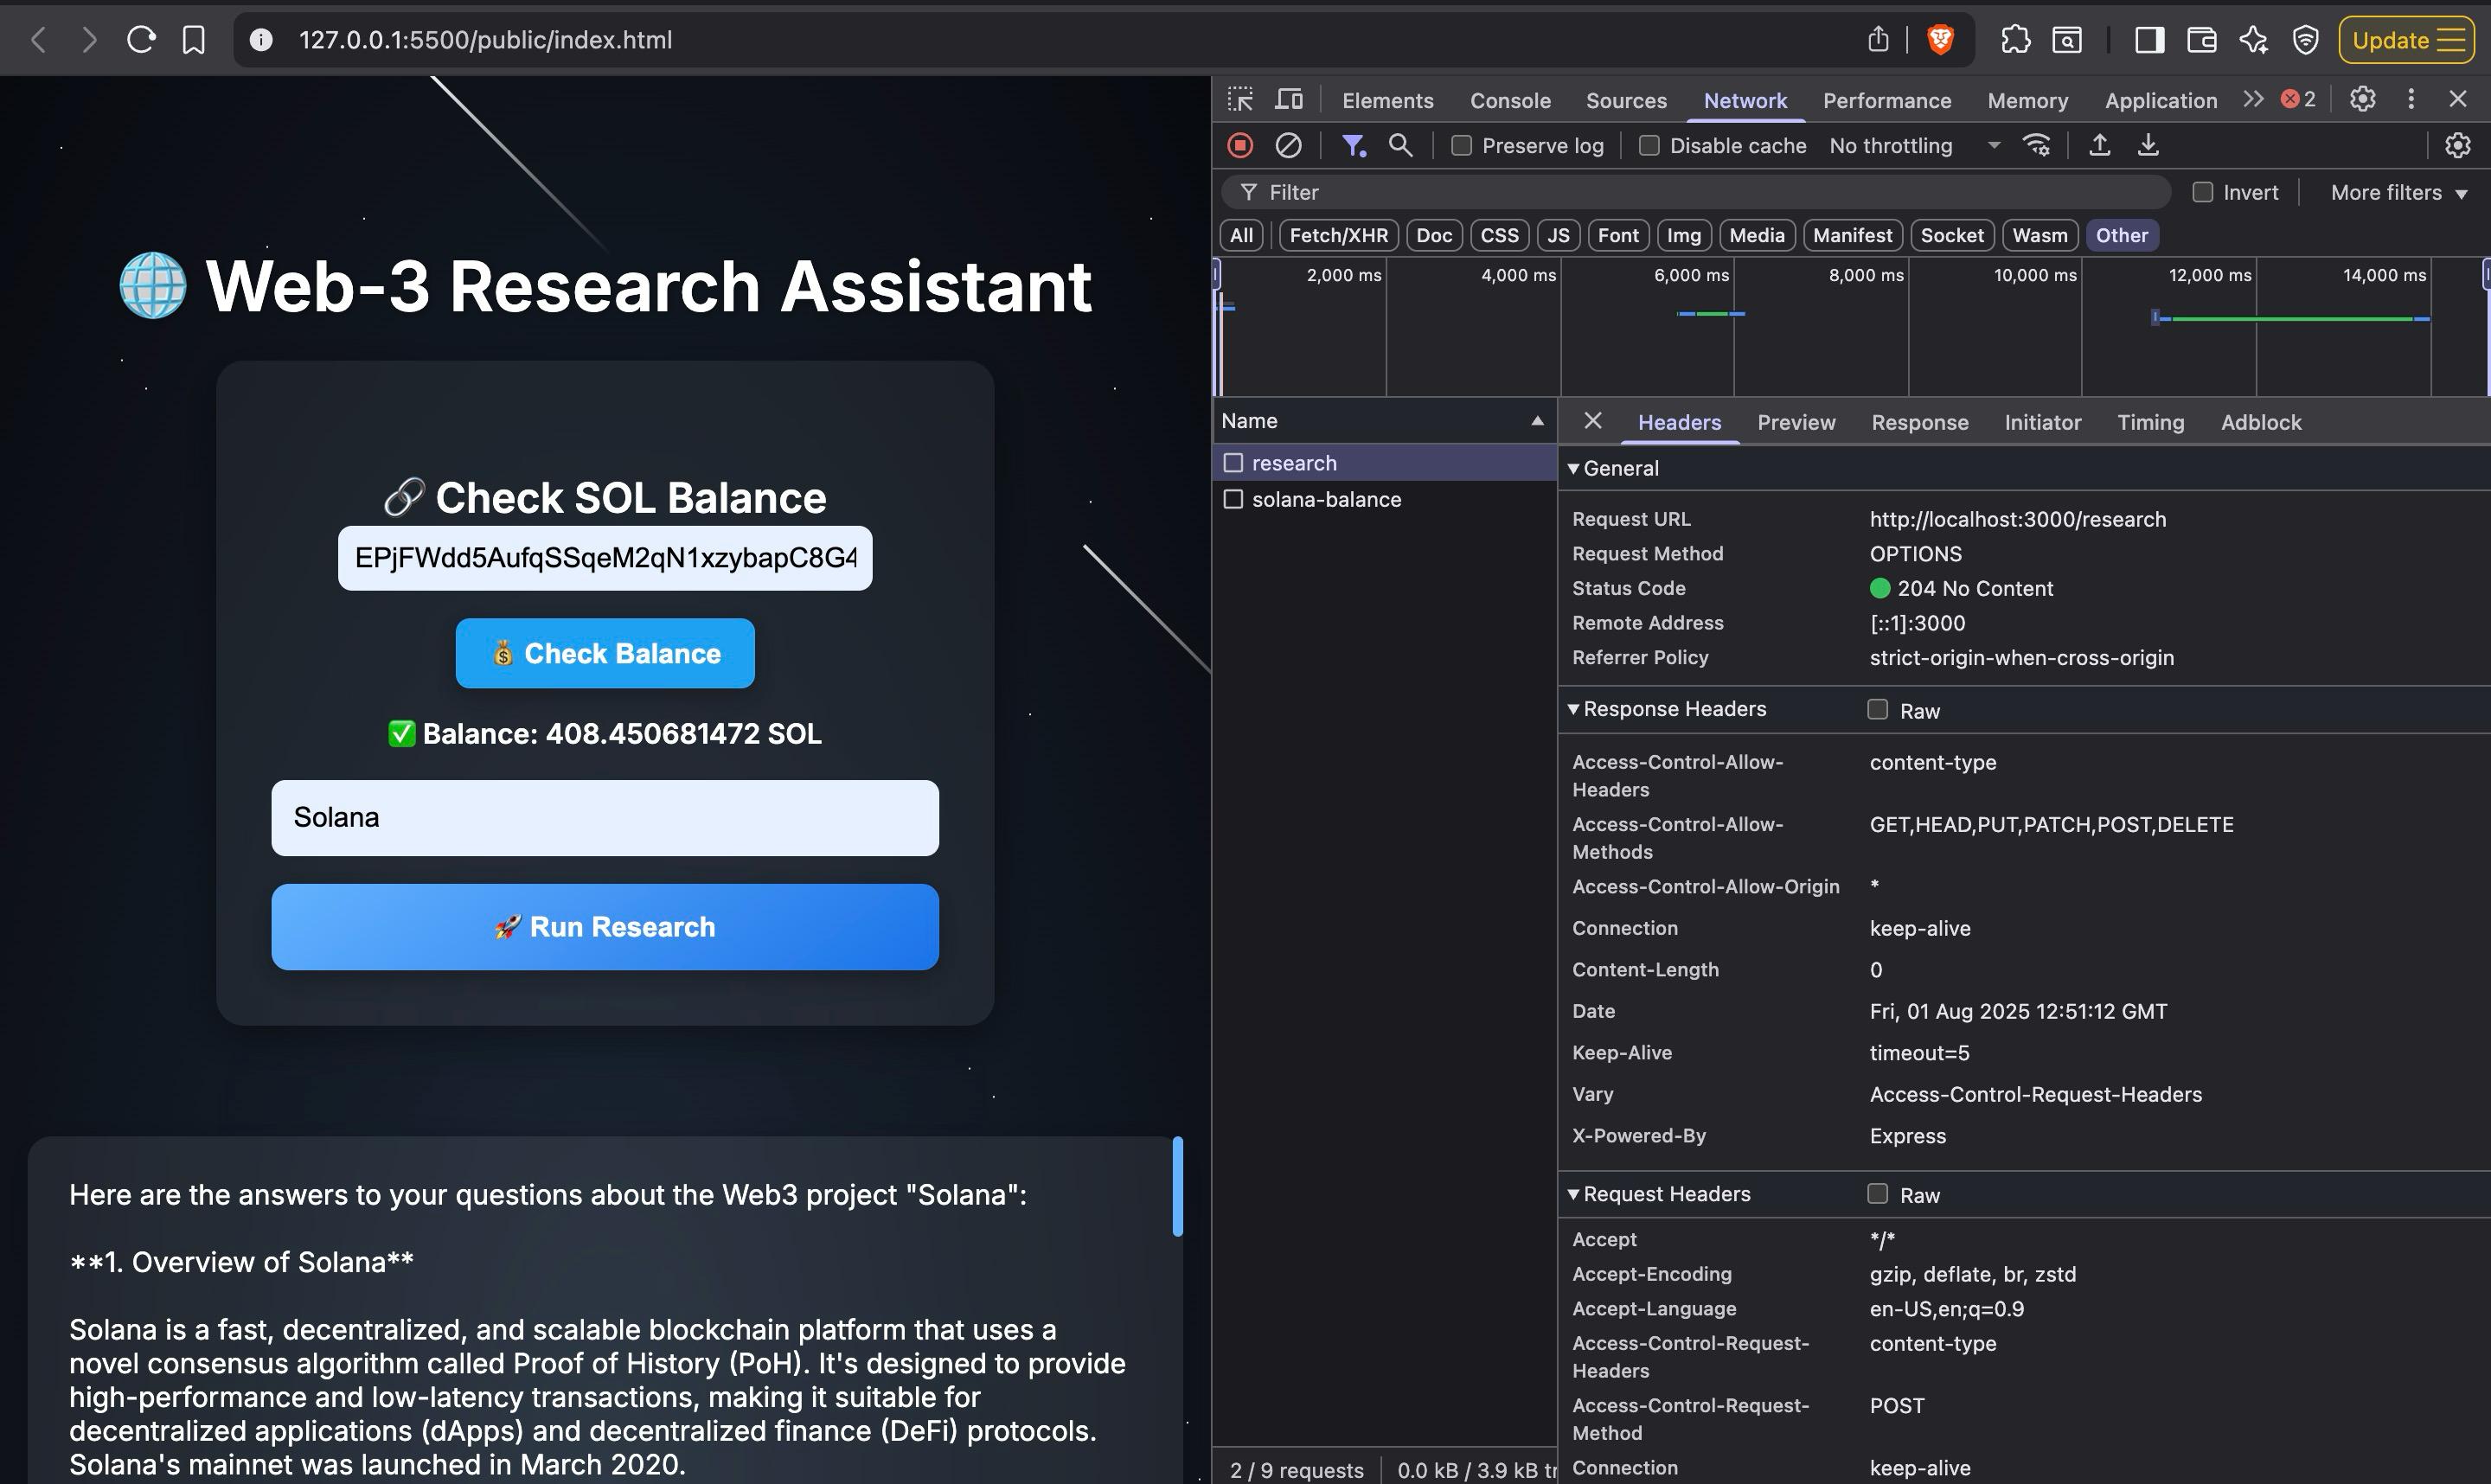 127.0.0.1:5500/public/index.html
Update
🌐 Web-3 Research Assistant
🔗 Check SOL Balance
EPjFWdd5AufqSSqeM2qN1xzybapC8G4
💰 Check Balance
✅ Balance: 408.450681472 SOL
Solana
🚀 Run Research
Here are the answers to your questions about the Web3 project "Solana":
**1. Overview of Solana**
Solana is a fast, decentralized, and scalable blockchain platform that uses a
novel consensus algorithm called Proof of History (PoH). It's designed to provide
high-performance and low-latency transactions, making it suitable for
decentralized applications (dApps) and decentralized finance (DeFi) protocols.
Solana's mainnet was launched in March 2020.
Elements Console Sources Network Performance Memory Application 2
Preserve log Disable cache No throttling
Filter Invert More filters
All Fetch/XHR Doc CSS JS Font Img Media Manifest Socket Wasm Other
2,000 ms 4,000 ms 6,000 ms 8,000 ms 10,000 ms 12,000 ms 14,000 ms
Name
research
solana-balance
2 / 9 requests 0.0 kB / 3.9 kB
Headers Preview Response Initiator Timing Adblock
General
Request URL http://localhost:3000/research
Request Method OPTIONS
Status Code 204 No Content
Remote Address [::1]:3000
Referrer Policy strict-origin-when-cross-origin
Response Headers Raw
Access-Control-Allow- content-type
Headers
Access-Control-Allow- GET,HEAD,PUT,PATCH,POST,DELETE
Methods
Access-Control-Allow-Origin *
Connection keep-alive
Content-Length 0
Date Fri, 01 Aug 2025 12:51:12 GMT
Keep-Alive timeout=5
Vary Access-Control-Request-Headers
X-Powered-By Express
Request Headers Raw
Accept */*
Accept-Encoding gzip, deflate, br, zstd
Accept-Language en-US,en;q=0.9
Access-Control-Request- content-type
Headers
Access-Control-Request- POST
Method
Connection keep-alive